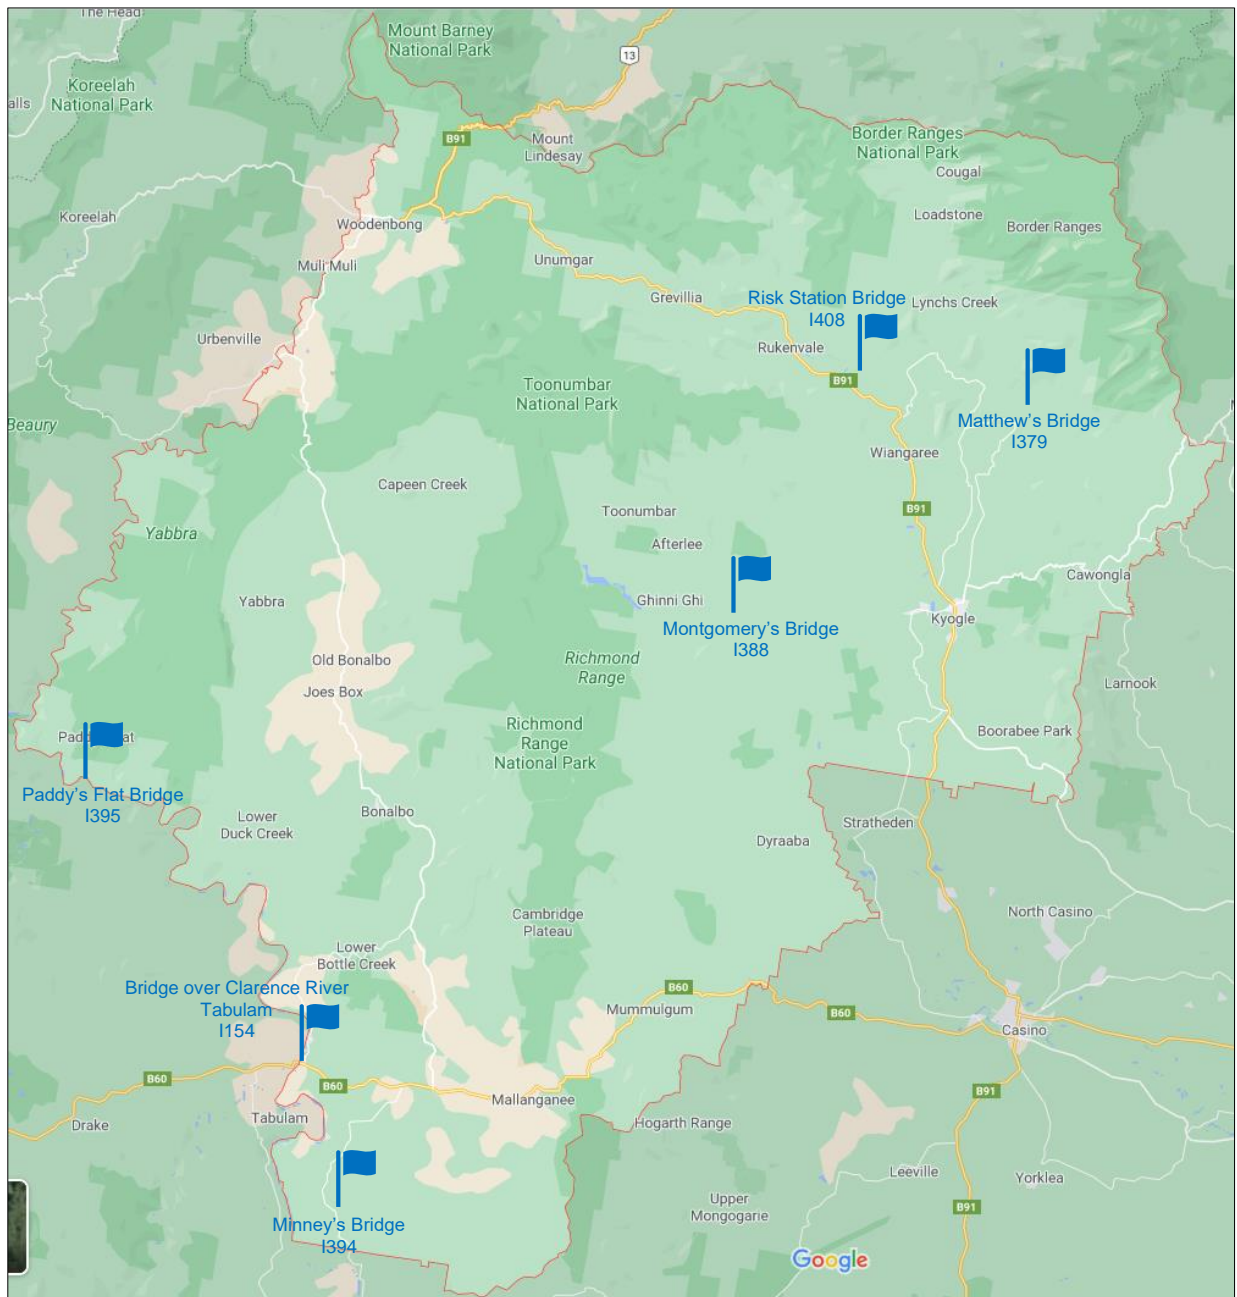 The Head
Mount Barney
National Park
13
Koreelah
National Park
alls
B91
Mount
Lindesay
Border Ranges
National Park
Cougal
Koreelah
Woodenbong
Loadstone
Border Ranges
Muli Muli
Unumgar
Grevillia
Risk Station Bridge
I408
Lynchs Creek
Urbenville
Rukenvale
B91
Toonumbar
National Park
Beaury
Matthew's Bridge
I379
Wiangaree
Capeen Creek
Toonumbar
B91
Yabbra
Afterlee
Cawongla
Yabbra
Ghinni Ghi
Kyogle
Montgomery's Bridge
I388
Old Bonalbo
Richmond
Range
Joes Box
Larnook
Richmond
Range
National Park
Boorabee Park
Paddy's Flat Bridge
I395
Bonalbo
Lower
Duck Creek
Stratheden
Dyraaba
Cambridge
Plateau
North Casino
Lower
Bottle Creek
Bridge over Clarence River
Tabulam
I154
B60
Mummulgum
B60
Casino
B60
B60
B91
Mallanganee
Tabulam
Drake
Hogarth Range
Leeville
Yorklea
Upper
Mongogarie
B91
Minney's Bridge
I394
Google